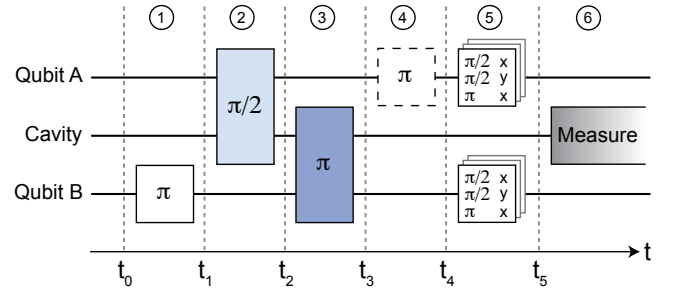 1 2 3 4 5 6
Qubit A
π/2
π
π/2 x
π/2 y
π x
Cavity
π
Measure
Qubit B
π
π/2 x
π/2 y
π x
t
t0 t1 t2 t3 t4 t5